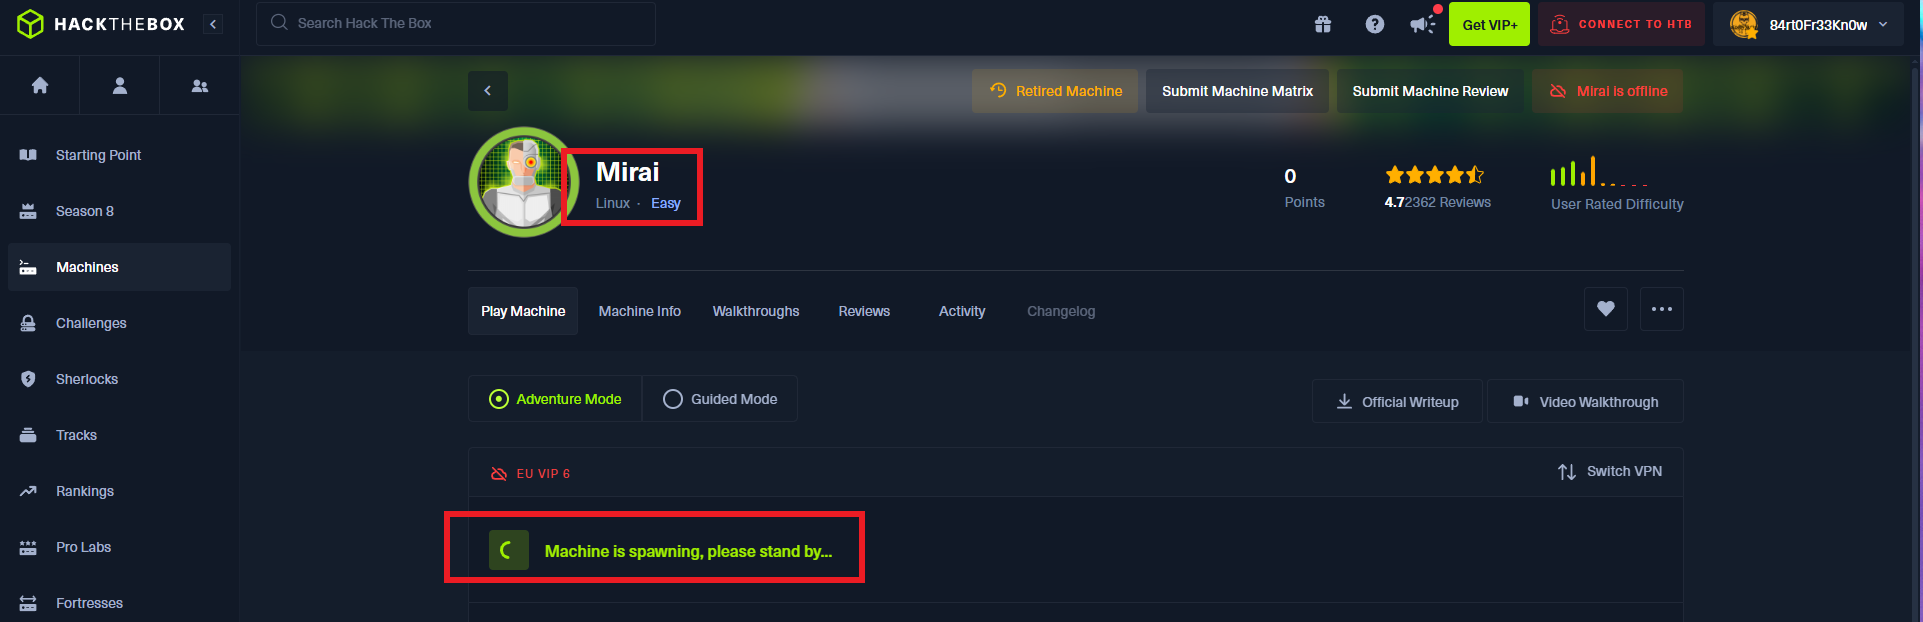 HACKTHEBOX
Search Hack The Box
Get VIP+
CONNECT TO HTB
84rt0Fr33Kn0w
Retired Machine
Submit Machine Matrix
Submit Machine Review
Mirai is offline
Starting Point
Season 8
Machines
Challenges
Sherlocks
Tracks
Rankings
Pro Labs
Fortresses
Mirai
Linux · Easy
0
Points
4.72362 Reviews
User Rated Difficulty
Play Machine
Machine Info
Walkthroughs
Reviews
Activity
Changelog
Adventure Mode
Guided Mode
Official Writeup
Video Walkthrough
EU VIP 6
Switch VPN
Machine is spawning, please stand by...